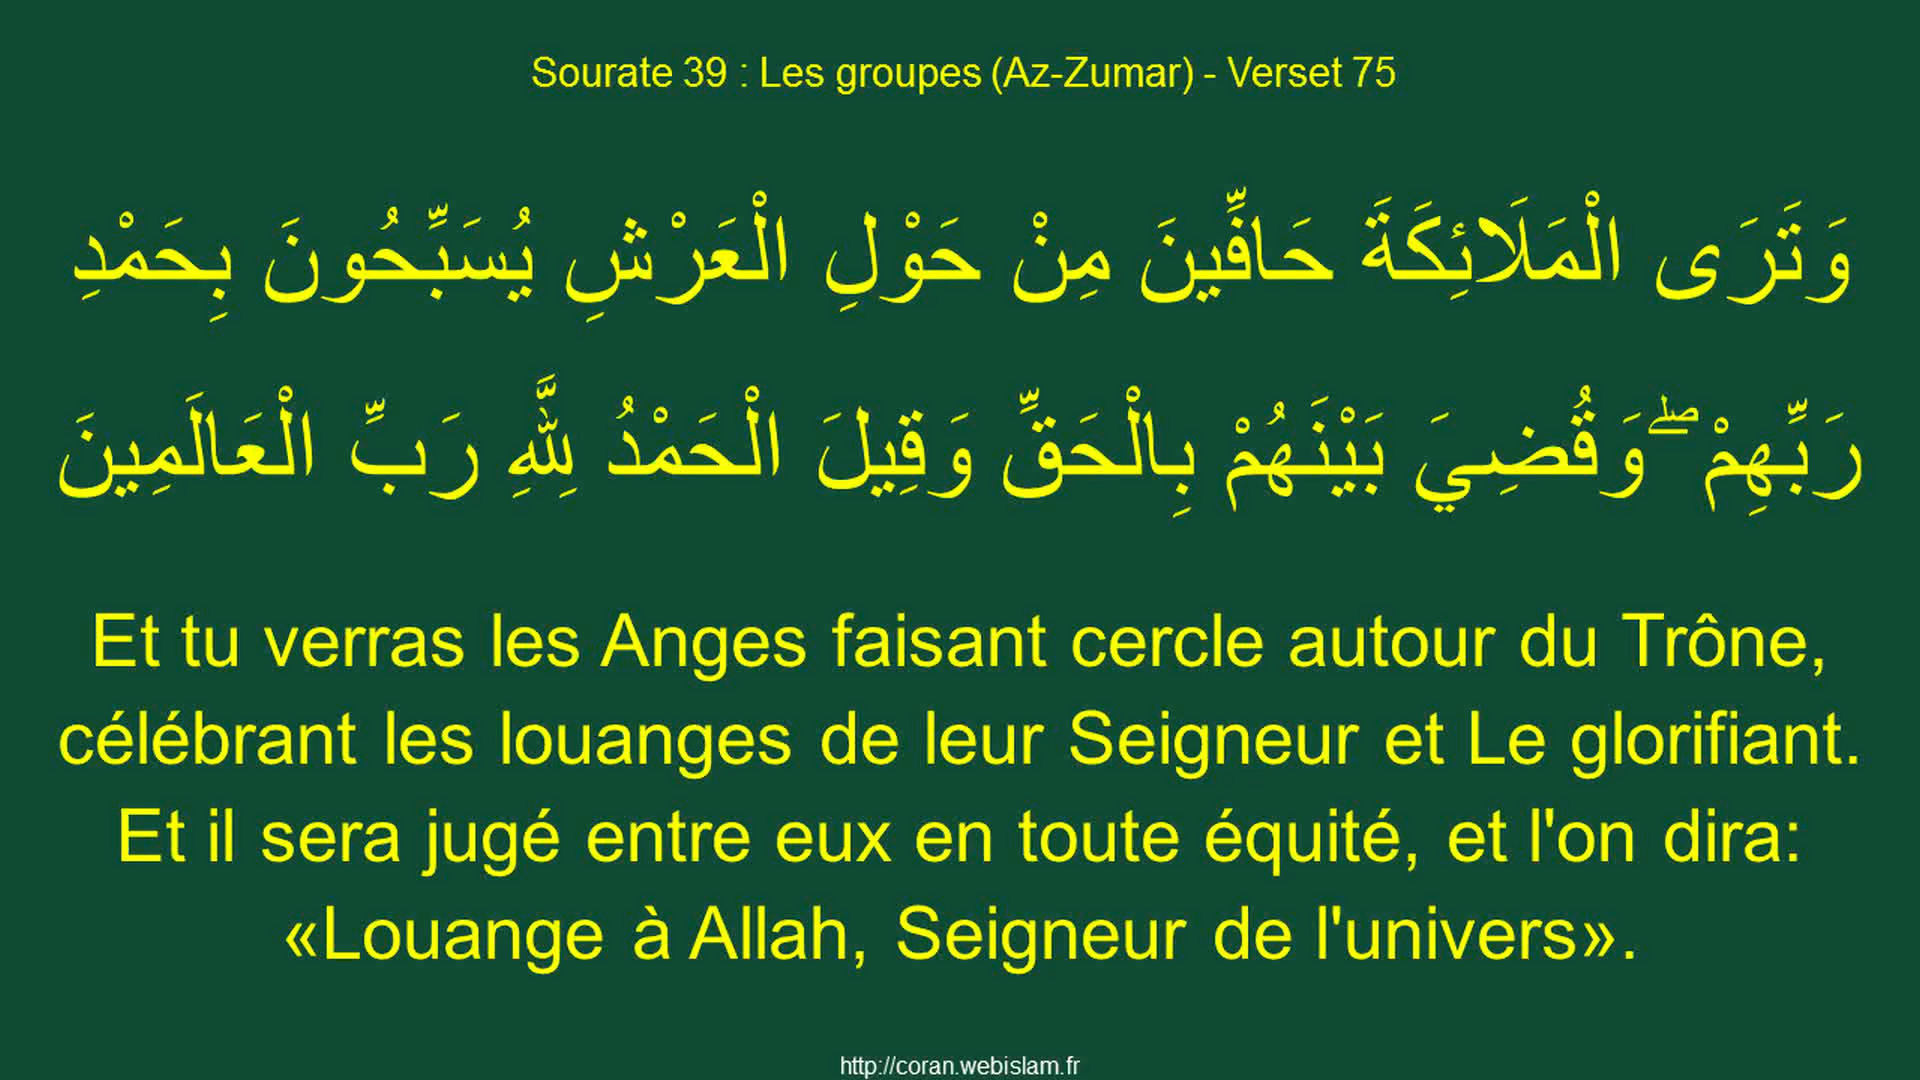 Sourate 39 : Les groupes (Az-Zumar) - Verset 75
وَتَرَى الْمَلَائِكَةَ حَافِّينَ مِنْ حَوْلِ الْعَرْشِ يُسَبِّحُونَ بِحَمْدِ
رَبِّهِمْ ۖ وَقُضِيَ بَيْنَهُمْ بِالْحَقِّ وَقِيلَ الْحَمْدُ لِلَّهِ رَبِّ الْعَالَمِينَ
Et tu verras les Anges faisant cercle autour du Trône,
célébrant les louanges de leur Seigneur et Le glorifiant.
Et il sera jugé entre eux en toute équité, et l'on dira:
«Louange à Allah, Seigneur de l'univers».
http://coran.webislam.fr